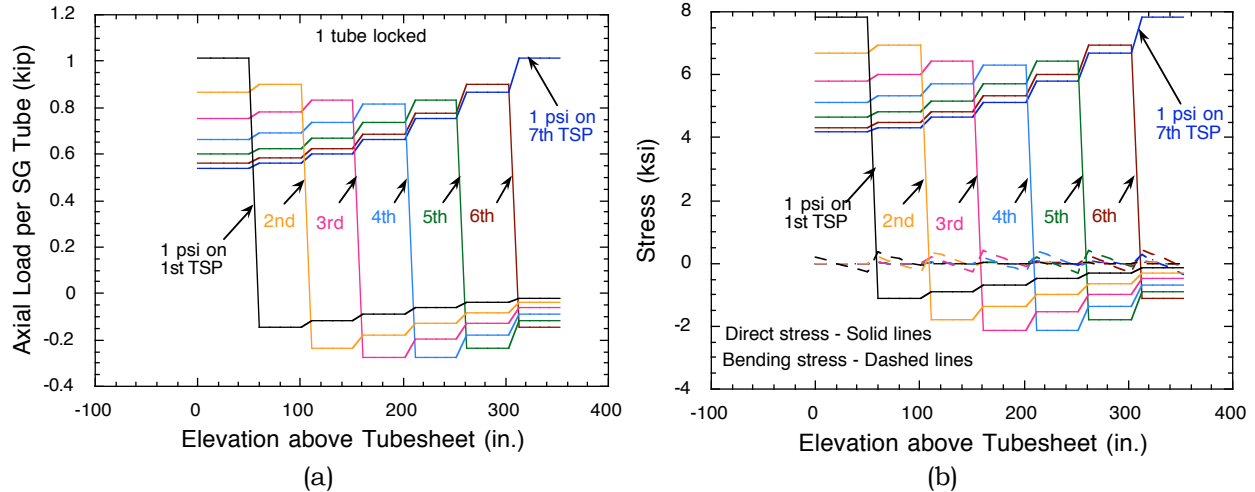 1.2
1
0.8
0.6
0.4
0.2
0
-0.2
-0.4
Axial Load per SG Tube (kip)
1 tube locked
1 psi on
7th TSP
2nd
3rd
4th
5th
6th
1 psi on
1st TSP
-100
0
100
200
300
400
Elevation above Tubesheet (in.)
(a)
8
6
4
2
0
-2
-4
Stress (ksi)
1 psi on
7th TSP
1 psi on
1st TSP
2nd
3rd
4th
5th
6th
Direct stress - Solid lines
Bending stress - Dashed lines
-100
0
100
200
300
400
Elevation above Tubesheet (in.)
(b)